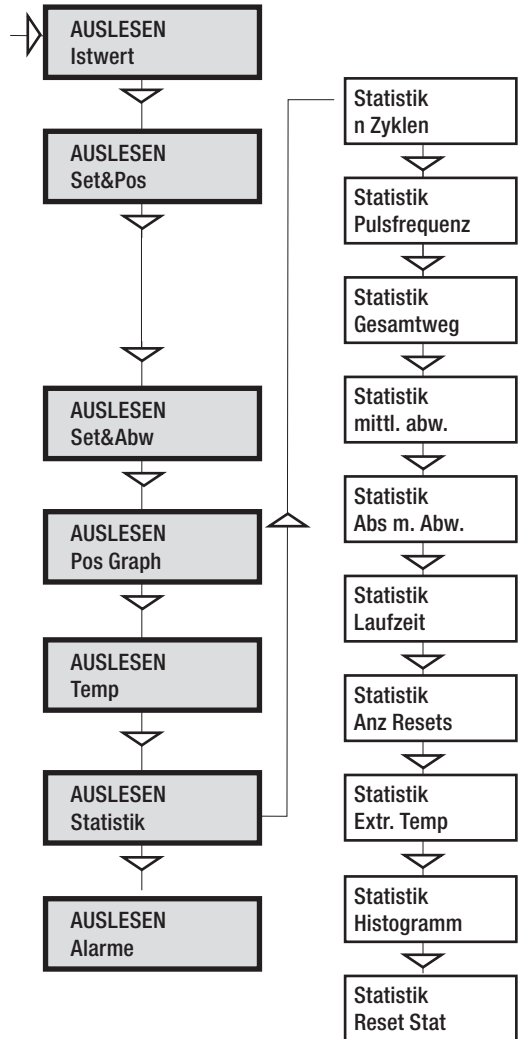 AUSLESEN
Istwert
AUSLESEN
Set&Pos
AUSLESEN
Set&Abw
AUSLESEN
Pos Graph
AUSLESEN
Temp
AUSLESEN
Statistik
AUSLESEN
Alarme
Statistik
n Zyklen
Statistik
Pulsfrequenz
Statistik
Gesamtweg
Statistik
mittl. abw.
Statistik
Abs m. Abw.
Statistik
Laufzeit
Statistik
Anz Resets
Statistik
Extr. Temp
Statistik
Histogramm
Statistik
Reset Stat